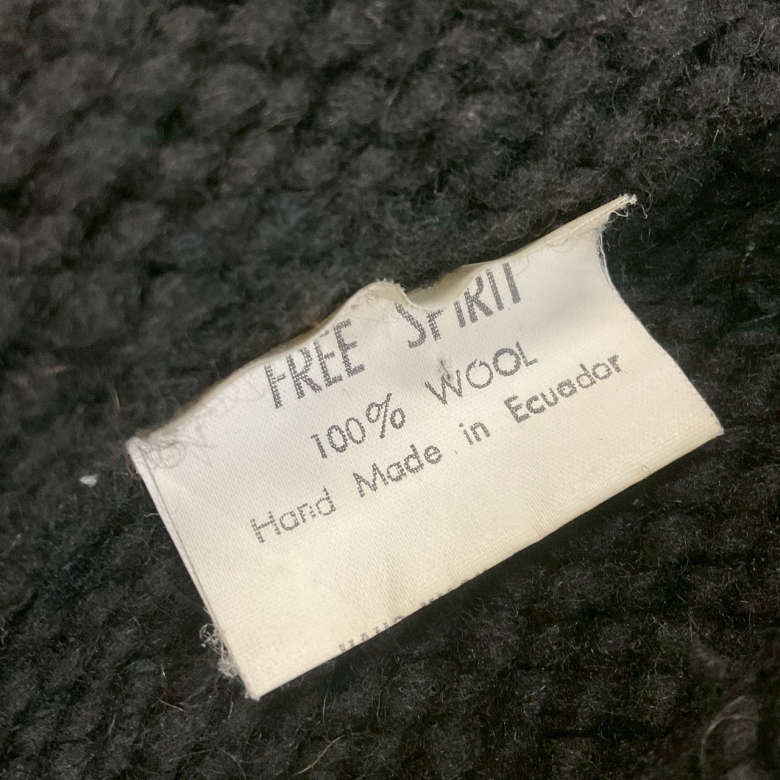 FREE SPIRIT
100% WOOL
Hand Made in Ecuador